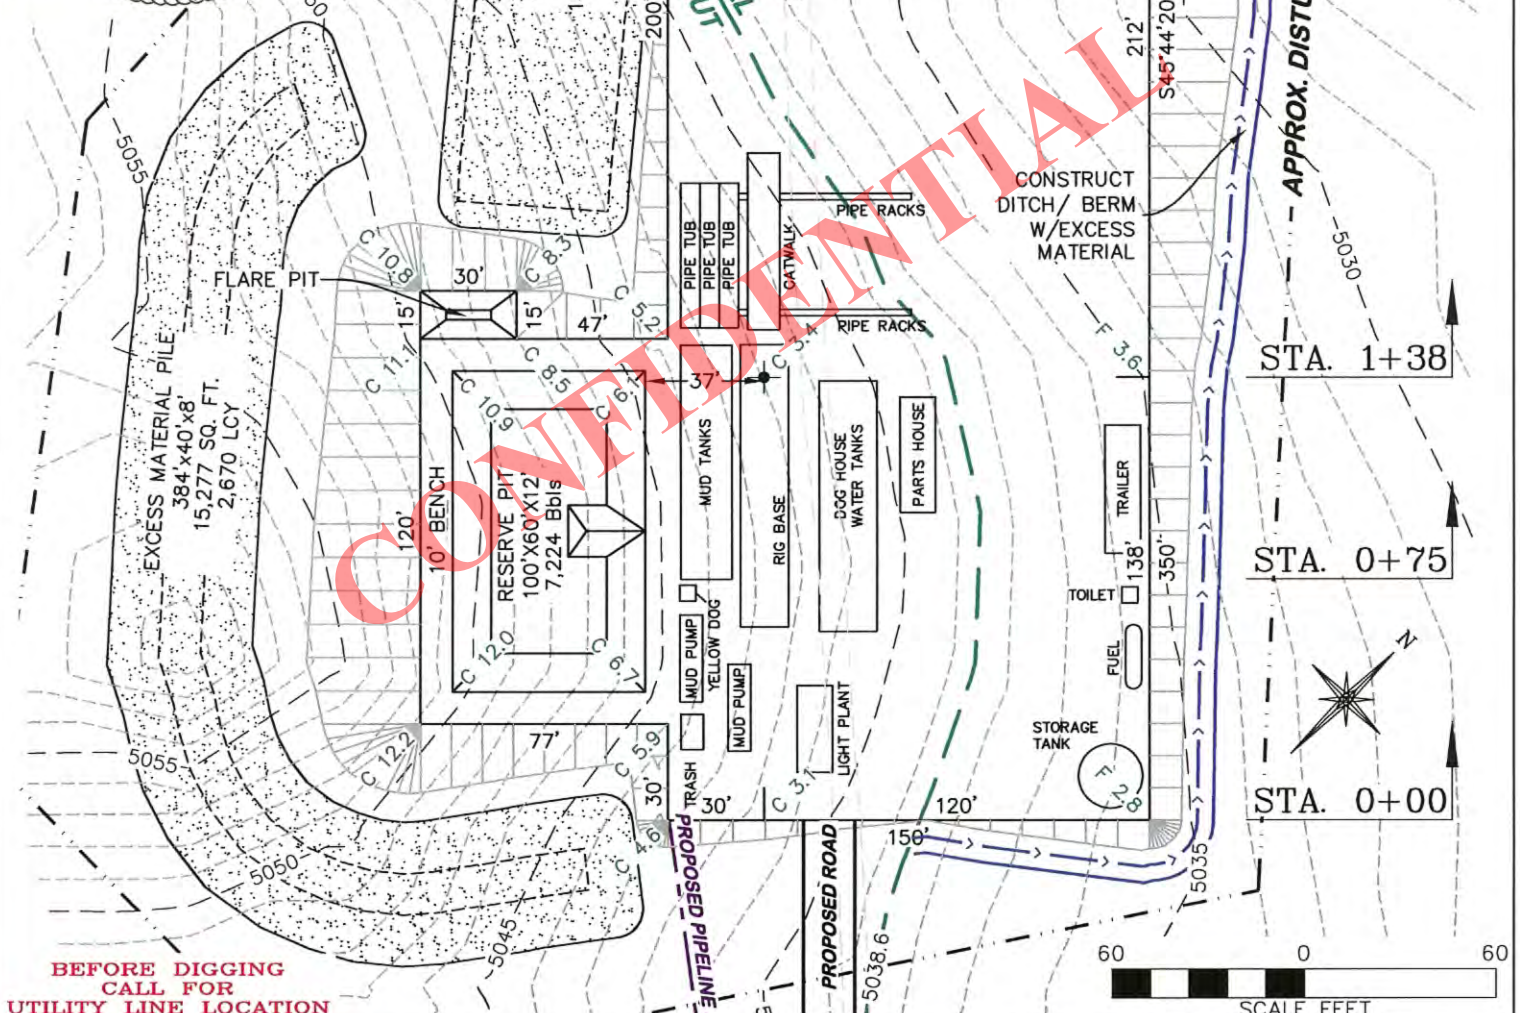 60
200'
UT
212'
S45°44'20
APPROX. DISTU
5055
CONSTRUCT
DITCH/ BERM
W/EXCESS
MATERIAL
5030
PIPE RACKS
PIPE TUB
PIPE TUB
PIPE TUB
CATWALK
C 10.8
C 8.3
FLARE PIT
30'
15'
15'
47'
C 5.2
PIPE RACKS
C 3.4
F 3.6
STA. 1+38
EXCESS MATERIAL PILE
384'x40'x8'
15,277 SQ. FT.
2,670 LCY
C 11.1
C 8.5
C 6.1
37'
C 10.9
CONFIDENTIAL
MUD TANKS
RIG BASE
DOG HOUSE
WATER TANKS
PARTS HOUSE
TRAILER
120'
10' BENCH
RESERVE PIT
100'X60'X12'
7,224 Bbls
STA. 0+75
138'
350'
TOILET
YELLOW DOG
MUD PUMP
MUD PUMP
FUEL
N
C 12.0
C 6.7
LIGHT PLANT
STORAGE
TANK
77'
C 12.2
C 5.9
5055
TRASH
30'
30'
C 3.1
120'
F 2.8
STA. 0+00
C 4.6
150'
PROPOSED PIPELINE
PROPOSED ROAD
5035
5050
5045
5038.6
BEFORE DIGGING
CALL FOR
UTILITY LINE LOCATION
60
0
60
SCALE FEET